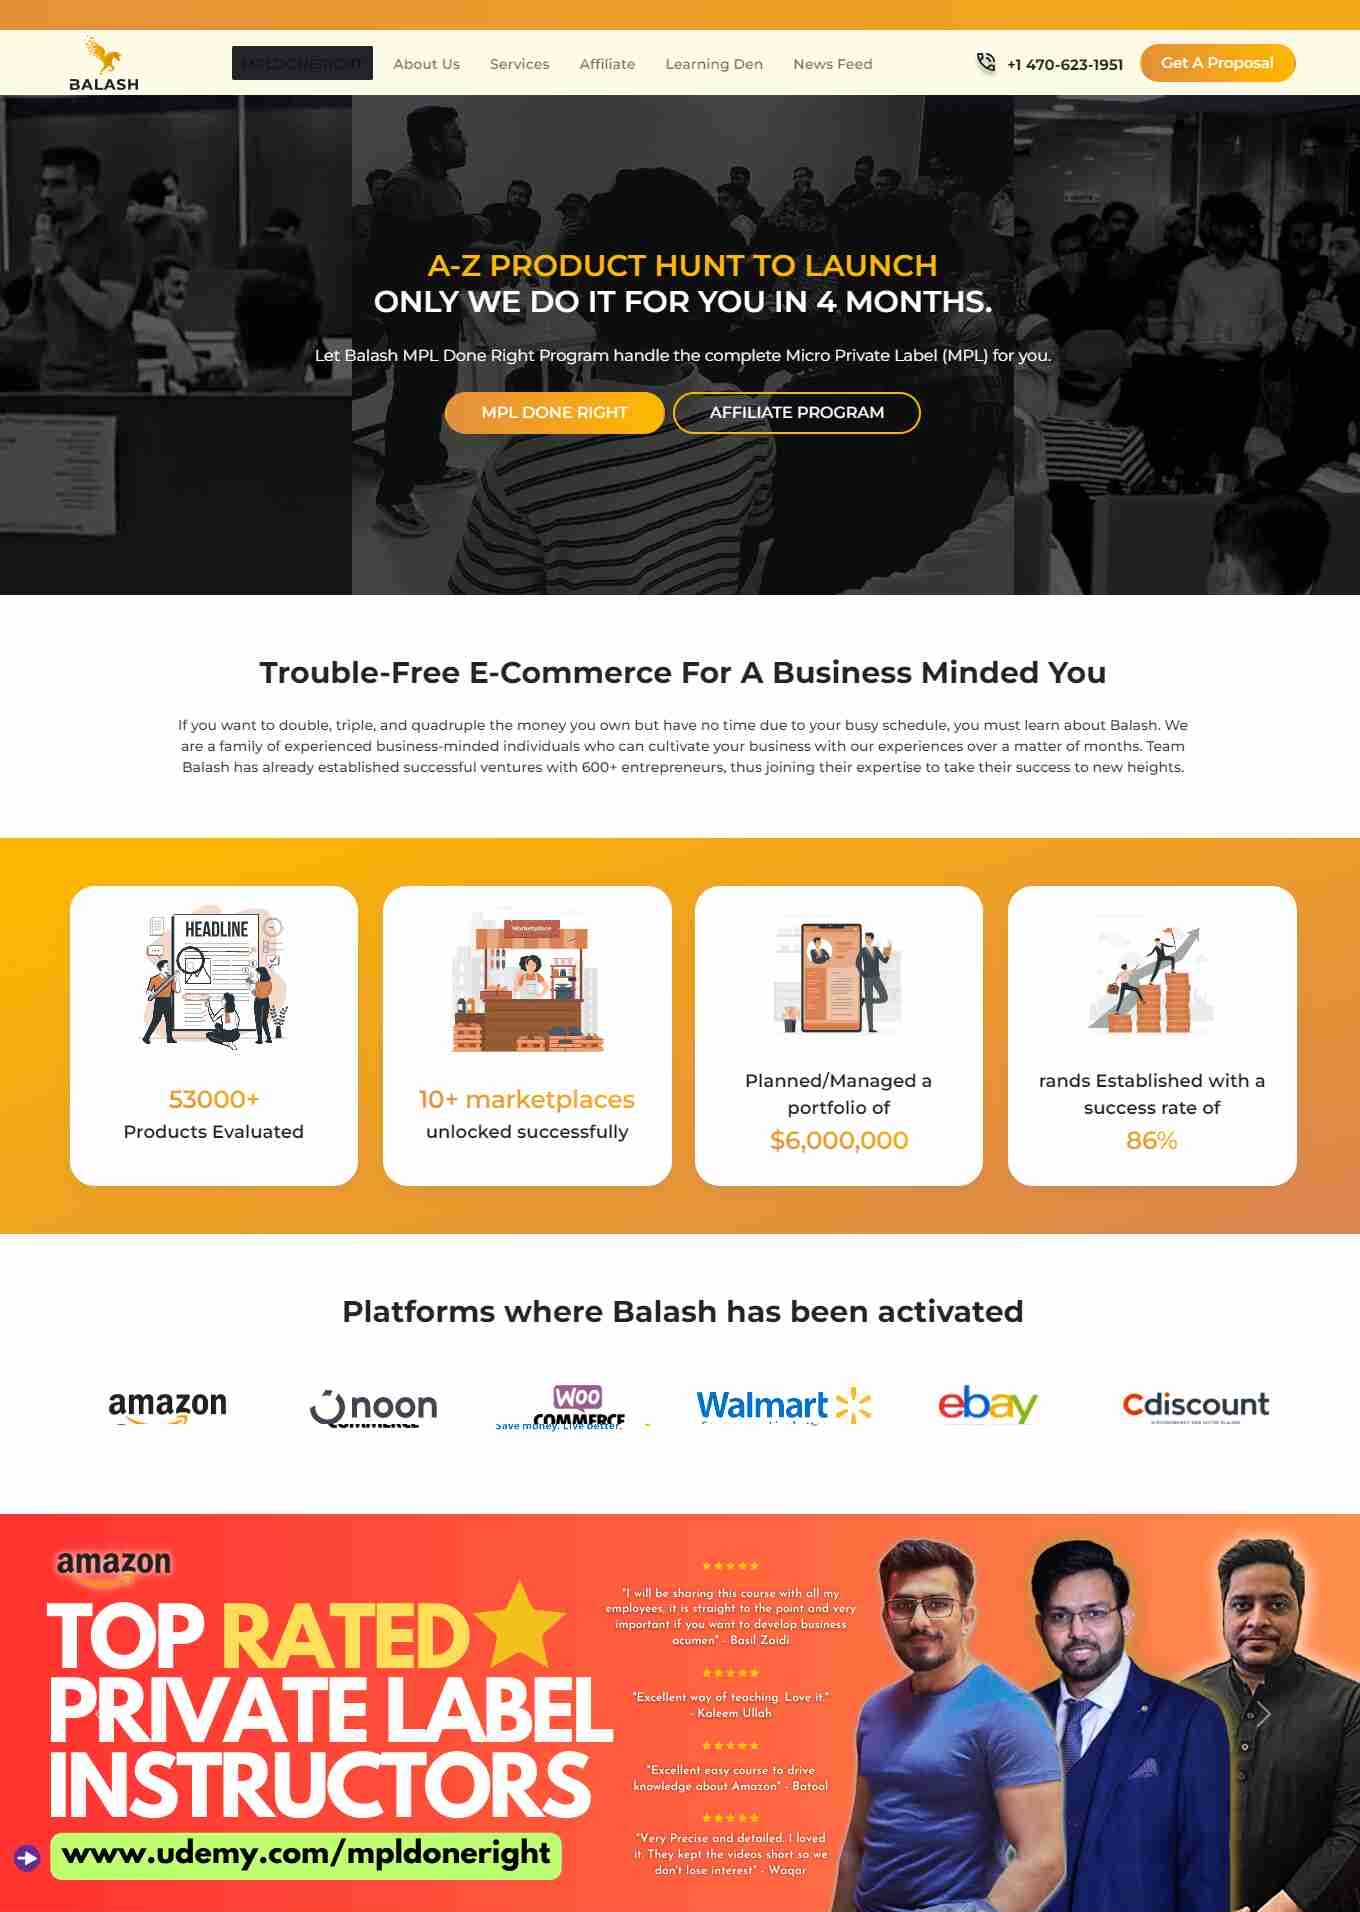 BALASH
MPLDONERIGHT
About Us
Services
Affiliate
Learning Den
News Feed
+1 470-623-1951
Get A Proposal
A-Z PRODUCT HUNT TO LAUNCH
ONLY WE DO IT FOR YOU IN 4 MONTHS.
Let Balash MPL Done Right Program handle the complete Micro Private Label (MPL) for you.
MPL DONE RIGHT
AFFILIATE PROGRAM
Trouble-Free E-Commerce For A Business Minded You
If you want to double, triple, and quadruple the money you own but have no time due to your busy schedule, you must learn about Balash. We
are a family of experienced business-minded individuals who can cultivate your business with our experiences over a matter of months. Team
Balash has already established successful ventures with 600+ entrepreneurs, thus joining their expertise to take their success to new heights.
HEADLINE
Marketplace
53000+
Products Evaluated
10+ marketplaces
unlocked successfully
Planned/Managed a
portfolio of
$6,000,000
rands Established with a
success rate of
86%
Platforms where Balash has been activated
amazon
noon
COMMERCE
WOO
COMMERCE
Save money. Live better.
Walmart
ebay
Cdiscount
amazon
TOP RATED
PRIVATE LABEL
INSTRUCTORS
www.udemy.com/mpldoneright
"I will be sharing this course with all my
employees, it is straight to the point and very
important if you want to develop business
acumen" - Basil Zaidi
"Excellent way of teaching. Love it."
- Kaleem Ullah
"Excellent easy course to drive
knowledge about Amazon" - Batool
"Very Precise and detailed. I loved
it. They kept the videos short so we
don't lose interest" - Waqar